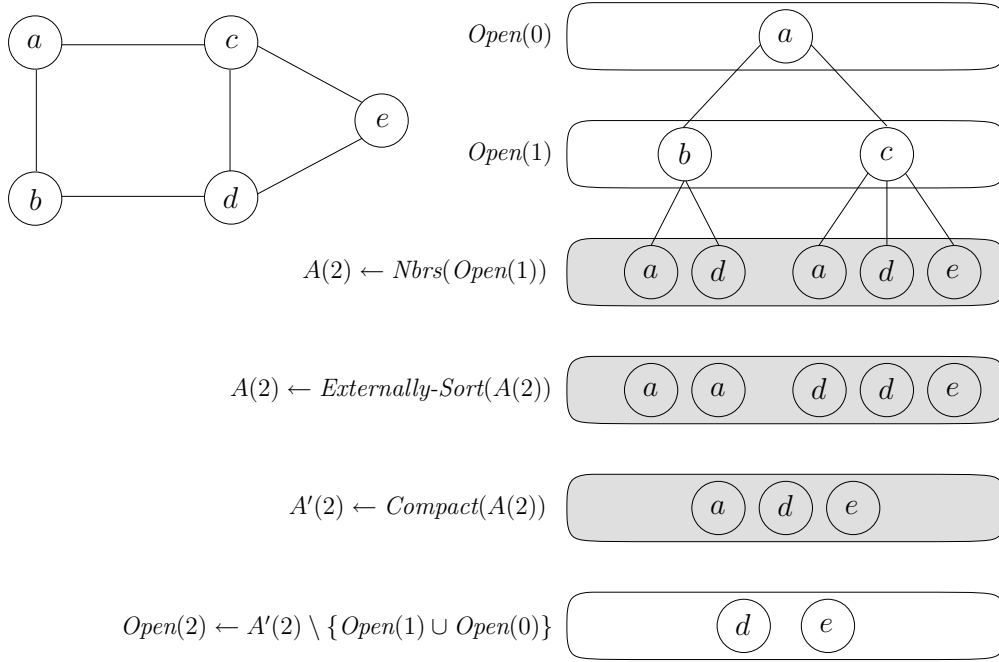 a c
e
b d
Open(0) a
Open(1) b c
A(2) ← Nbrs(Open(1)) a d a d e
A(2) ← Externally-Sort(A(2)) a a d d e
A′(2) ← Compact(A(2)) a d e
Open(2) ← A′(2) \ {Open(1) ∪ Open(0)} d e